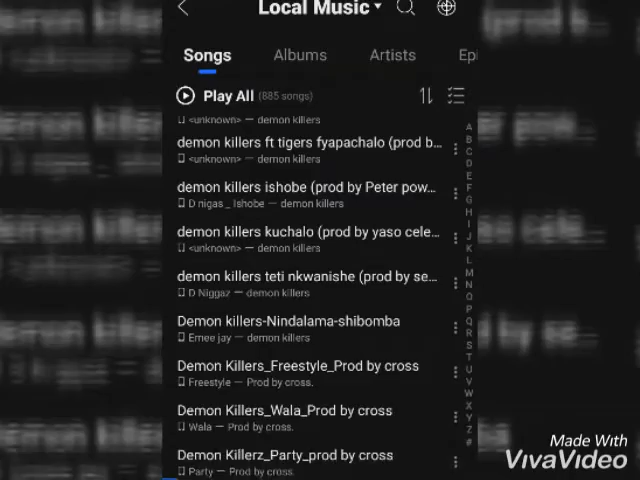 Local Music
Songs
Albums
Artists
Epi
Play All (885 songs)
<unknown> — demon killers
demon killers ft tigers fyapachalo (prod b...
<unknown> — demon killers
demon killers ishobe (prod by Peter pow...
D nigas _ Ishobe — demon killers
demon killers kuchalo (prod by yaso cele...
<unknown> — demon killers
demon killers teti nkwanishe (prod by se...
D Niggaz — demon killers
Demon killers-Nindalama-shibomba
Emee jay — demon killers
Demon Killers_Freestyle_Prod by cross
Freestyle — Prod by cross.
Demon Killers_Wala_Prod by cross
Wala — Prod by cross.
Demon Killerz_Party_prod by cross
Party — Prod by cross.
A
B
C
D
E
F
G
H
I
J
K
L
M
N
O
P
Q
R
S
T
U
V
W
X
Y
Z
#
Made With
VivaVideo